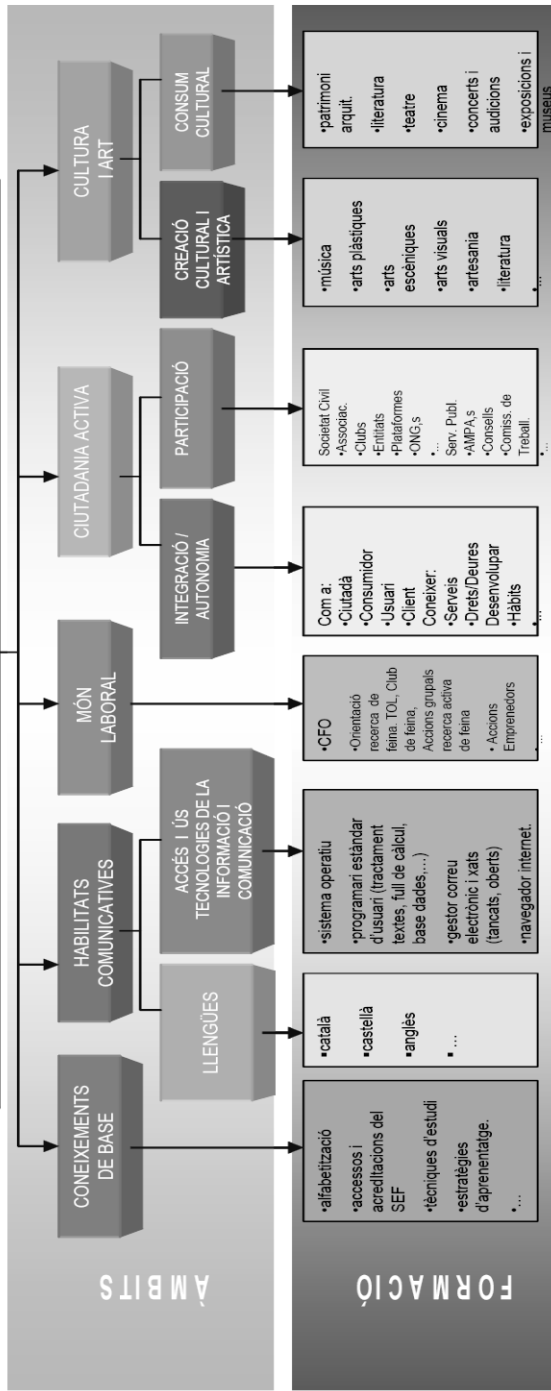 ÀMBITS
CONEIXEMENTS
DE BASE
HABILITATS
COMUNICATIVES
MÓN
LABORAL
CIUTADANIA ACTIVA
CULTURA
I ART
LLENGÜES
ACCÉS I ÚS
TECNOLOGIES DE LA
INFORMACIÓ I
COMUNICACIÓ
INTEGRACIÓ /
AUTONOMIA
PARTICIPACIÓ
CREACIÓ
CULTURAL I
ARTÍSTICA
CONSUM
CULTURAL
FORMACIÓ
•alfabetització
•accessos i
acreditacions del
SEF
•tècniques d'estudi
•estratègies
d'aprenentatge.
•...
•català
•castellà
•anglès
▪ ...
•sistema operatiu
•programari estàndar
d'usuari (tractament
textes, full de càlcul,
base dades,...)
•gestor correu
electrònic i xats
(tancats, oberts)
•navegador internet.
•CFO
•Orientació
recerca de
feina. TOL, Club
de feina,
Accions grupals
recerca activa
de feina
• Accions
Emprenedors
•...
Com a:
•Ciutadà
•Consumidor
•Usuari
•Client
Coneixer:
•Serveis
•Drets/Deures
Desenvolupar
•Hàbits
•...
Societat Civil
•Associac.
•Clubs
•Entitats
•Plataformes
•ONG,s
•...
Serv. Publ.
•AMPA,s
•Consells
•Comiss. de
Treball.
•...
•música
•arts plàstiques
•arts
escèniques
•arts visuals
•artesania
•literatura
•...
•patrimoni
arquit.
•literatura
•teatre
•cinema
•concerts i
audicions
•exposicions i
museus